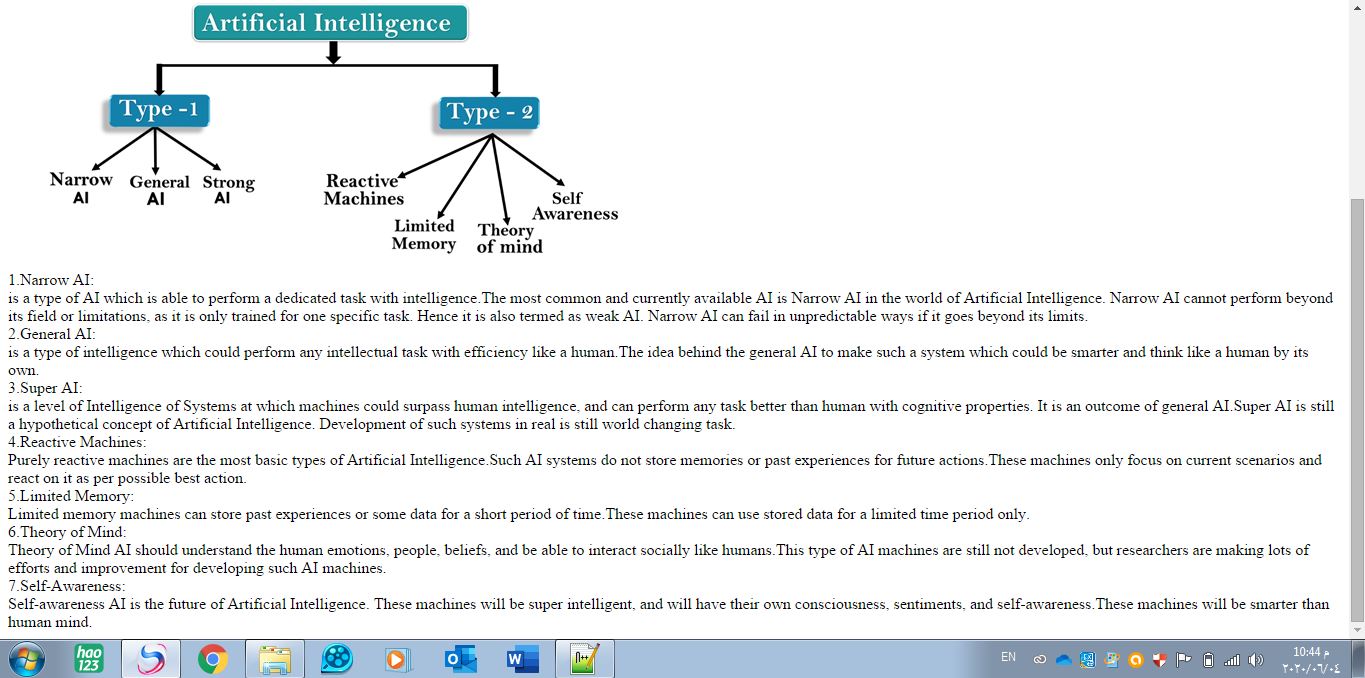 Artificial Intelligence
Type -1
Type - 2
Narrow AI
General AI
Strong AI
Reactive Machines
Limited Memory
Theory of mind
Self Awareness
1.Narrow AI:
is a type of AI which is able to perform a dedicated task with intelligence.The most common and currently available AI is Narrow AI in the world of Artificial Intelligence. Narrow AI cannot perform beyond
its field or limitations, as it is only trained for one specific task. Hence it is also termed as weak AI. Narrow AI can fail in unpredictable ways if it goes beyond its limits.
2.General AI:
is a type of intelligence which could perform any intellectual task with efficiency like a human.The idea behind the general AI to make such a system which could be smarter and think like a human by its
own.
3.Super AI:
is a level of Intelligence of Systems at which machines could surpass human intelligence, and can perform any task better than human with cognitive properties. It is an outcome of general AI.Super AI is still
a hypothetical concept of Artificial Intelligence. Development of such systems in real is still world changing task.
4.Reactive Machines:
Purely reactive machines are the most basic types of Artificial Intelligence.Such AI systems do not store memories or past experiences for future actions.These machines only focus on current scenarios and
react on it as per possible best action.
5.Limited Memory:
Limited memory machines can store past experiences or some data for a short period of time.These machines can use stored data for a limited time period only.
6.Theory of Mind:
Theory of Mind AI should understand the human emotions, people, beliefs, and be able to interact socially like humans.This type of AI machines are still not developed, but researchers are making lots of
efforts and improvement for developing such AI machines.
7.Self-Awareness:
Self-awareness AI is the future of Artificial Intelligence. These machines will be super intelligent, and will have their own consciousness, sentiments, and self-awareness.These machines will be smarter than
human mind.
hao
123
EN
10:44 م
٢٠٢٠/٠٦/٠٤